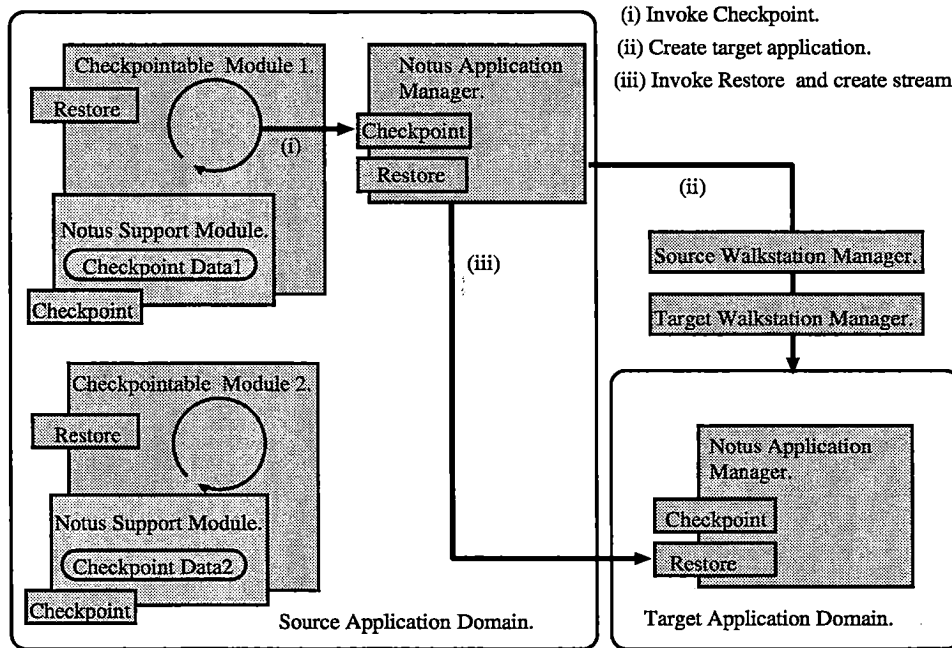 (i) Invoke Checkpoint.
(ii) Create target application.
(iii) Invoke Restore and create stream
Checkpointable Module 1.
Restore
(i)
Notus Support Module.
Checkpoint Data1
Checkpoint
Notus Application
Manager.
Checkpoint
Restore
(ii)
(iii)
Source Walkstation Manager.
Target Walkstation Manager.
Checkpointable Module 2.
Restore
Notus Support Module.
Checkpoint Data2
Checkpoint
Source Application Domain.
Notus Application
Manager.
Checkpoint
Restore
Target Application Domain.